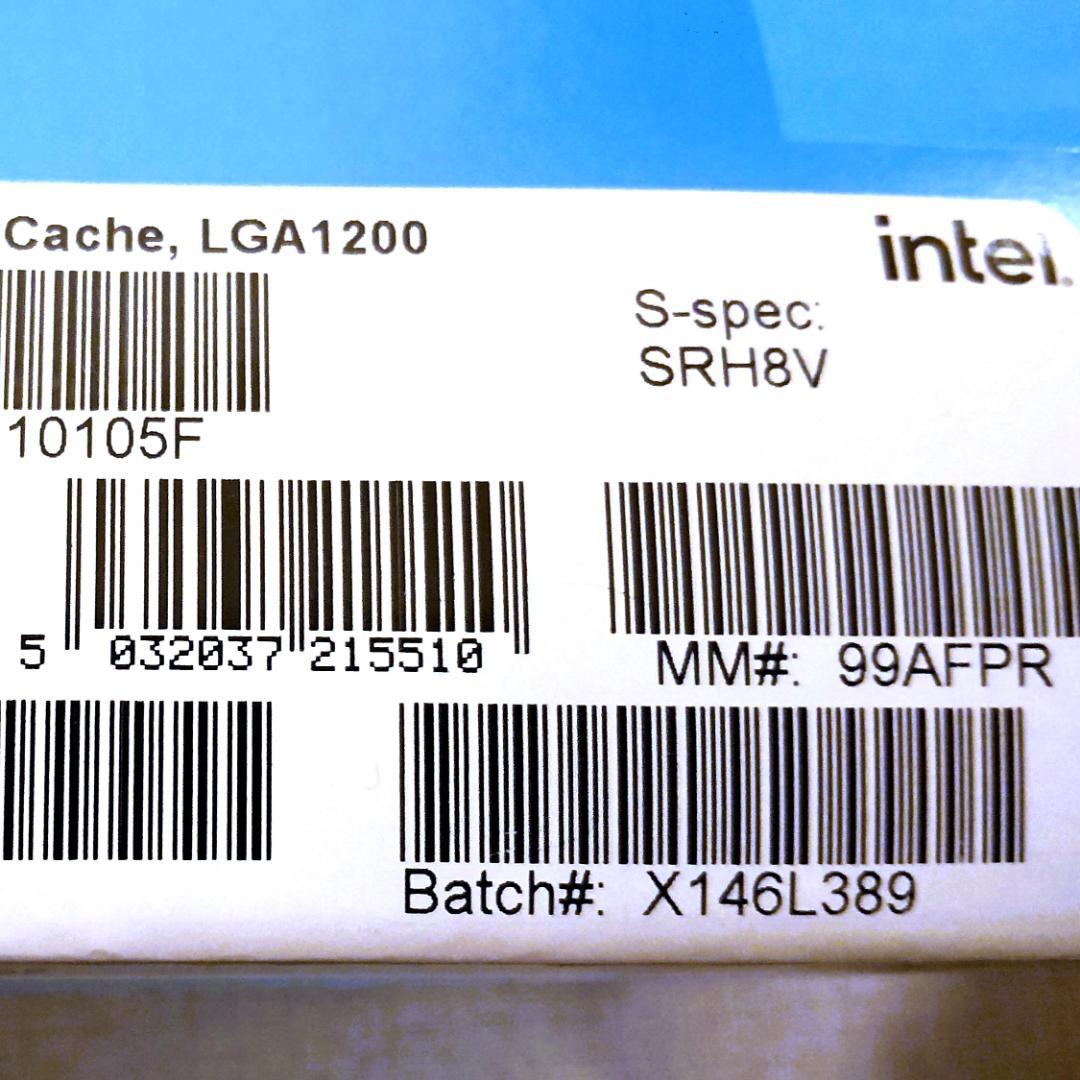 Cache, LGA1200
intel.
S-spec:
SRH8V
10105F
5 032037 215510
MM#: 99AFPR
Batch#: X146L389